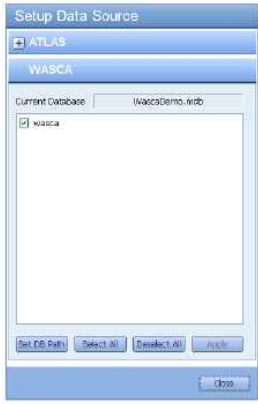 Setup Data Source
ATLAS
WASCA
Current Database WascaDemo.mdb
wasca
Set DB Path Select All Deselect All Apply
Close